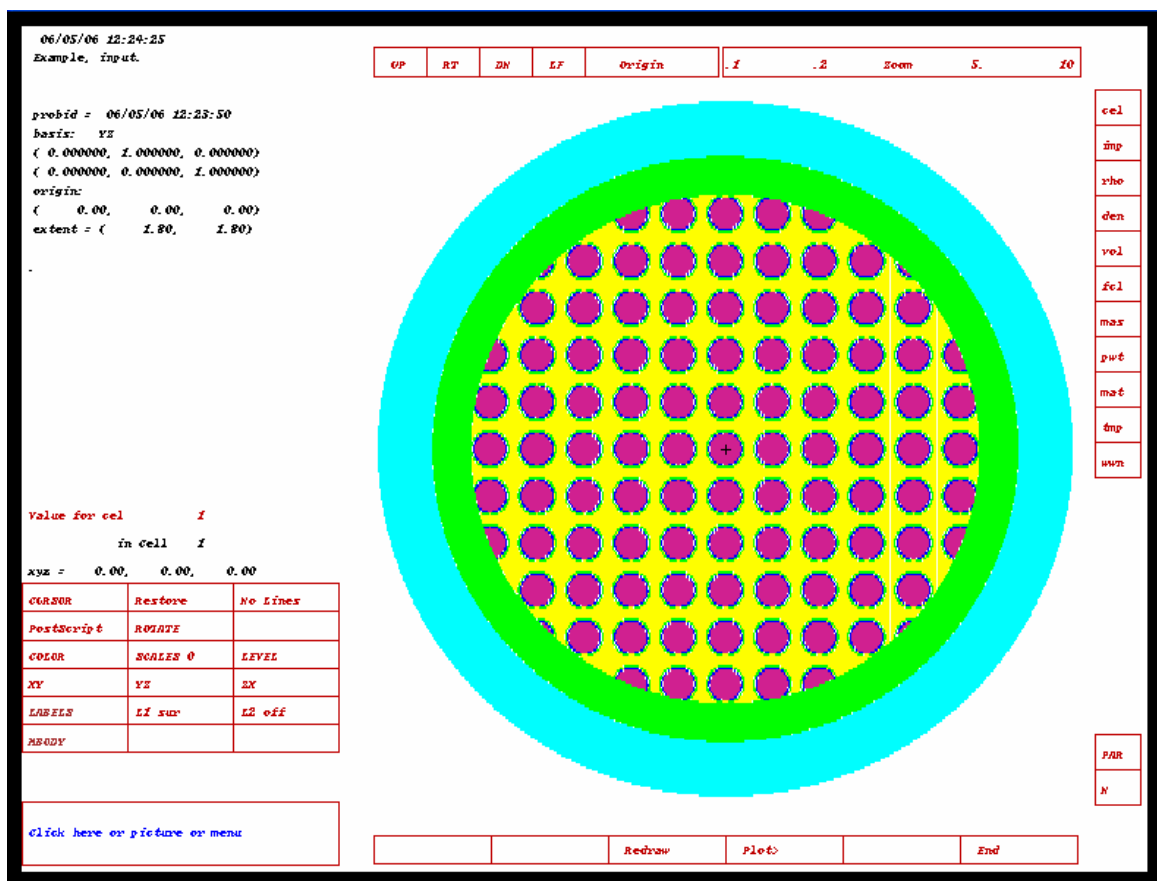 06/05/06 12:24:25
Example, input.
probid = 06/05/06 12:23:50
basis: YZ
( 0.000000, 1.000000, 0.000000)
( 0.000000, 0.000000, 1.000000)
origin:
( 0.00, 0.00, 0.00)
extent = ( 1.80, 1.80)
UP RT DN LF Origin .1 .2 Zoom 5. 10
cel
imp
rho
den
vol
fcl
mas
pwt
mat
tmp
wwn
Value for cel 1
in cell 1
xyz = 0.00, 0.00, 0.00
CURSOR Restore No Lines
PostScript ROTATE
COLOR SCALES 0 LEVEL
XY YZ ZX
LABELS L1 sur L2 off
MBODY
PAR
N
Click here or picture or menu
Redraw Plot> End